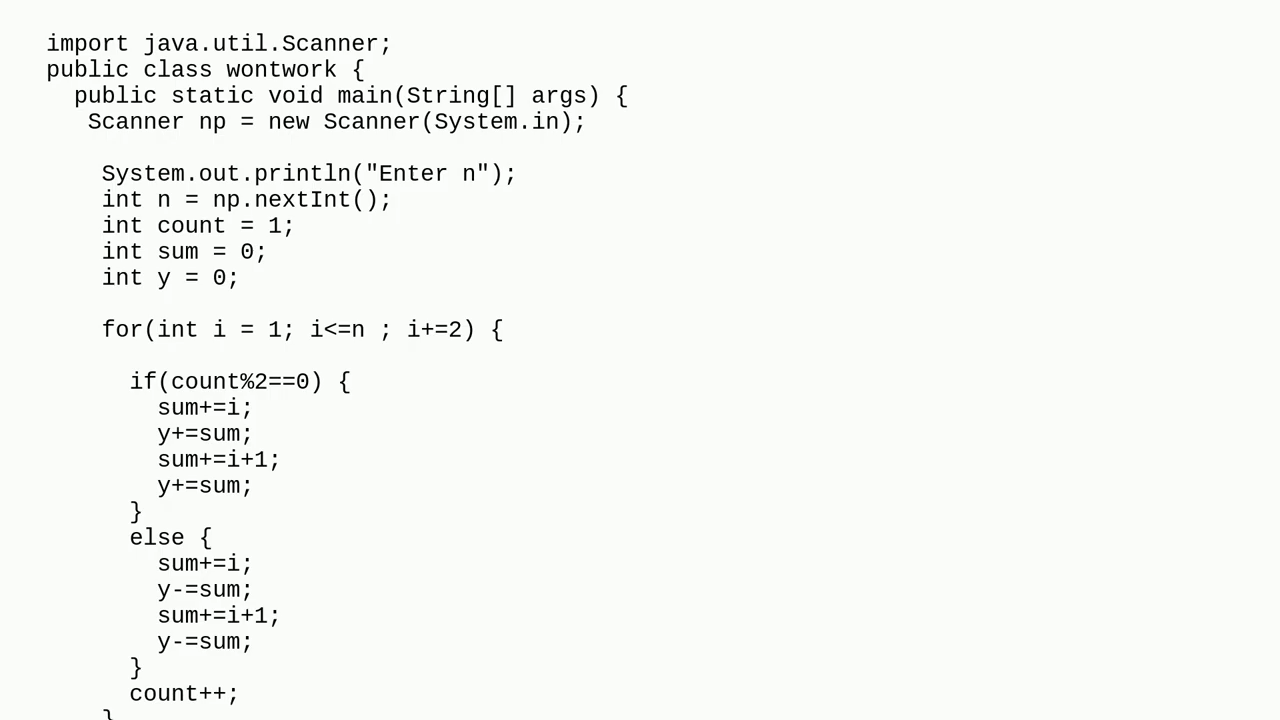 import java.util.Scanner;
public class wontwork {
  public static void main(String[] args) {
   Scanner np = new Scanner(System.in);

    System.out.println("Enter n");
    int n = np.nextInt();
    int count = 1;
    int sum = 0;
    int y = 0;

    for(int i = 1; i<=n ; i+=2) {

      if(count%2==0) {
        sum+=i;
        y+=sum;
        sum+=i+1;
        y+=sum;
      }
      else {
        sum+=i;
        y-=sum;
        sum+=i+1;
        y-=sum;
      }
      count++;
    }